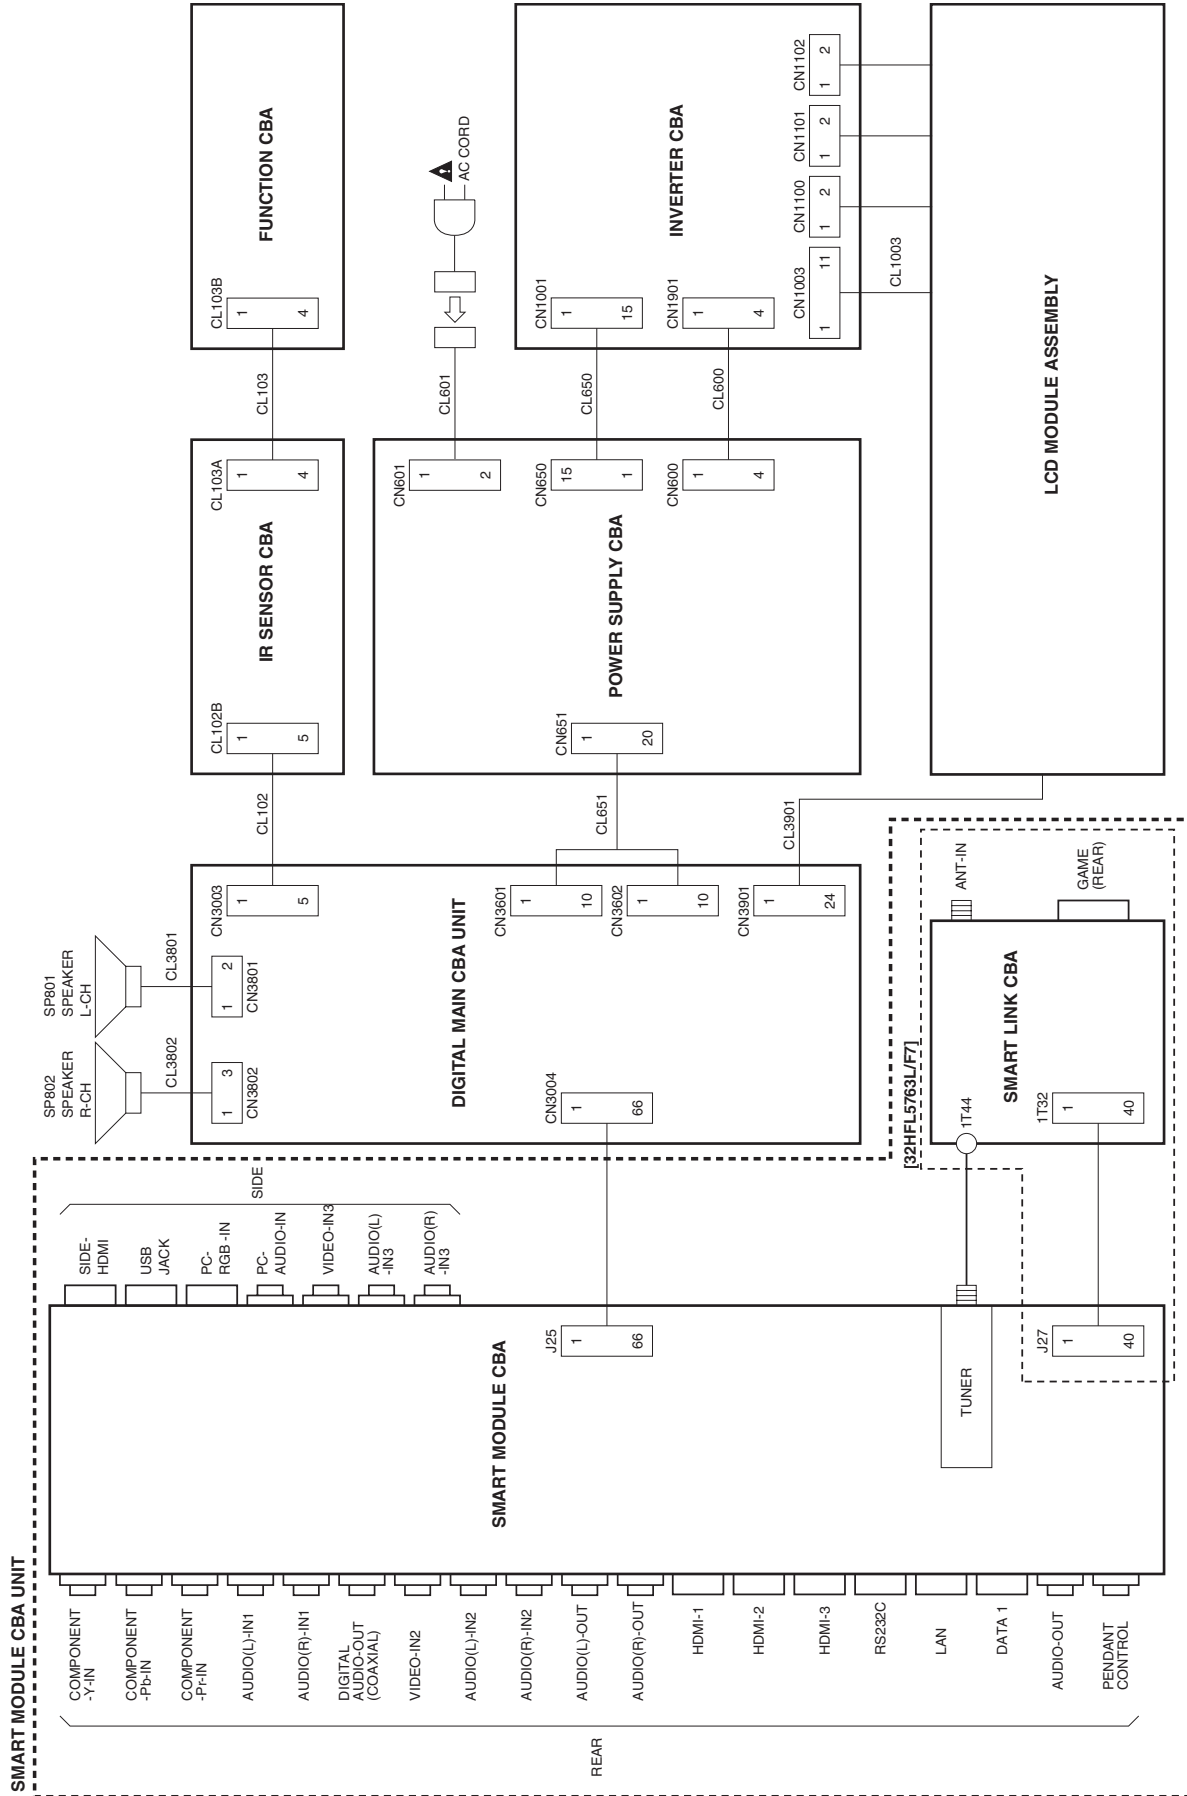 SMART MODULE CBA UNIT
REAR
COMPONENT
-Y-IN
COMPONENT
-Pb-IN
COMPONENT
-Pr-IN
AUDIO(L)-IN1
AUDIO(R)-IN1
DIGITAL
AUDIO-OUT
(COAXIAL)
VIDEO-IN2
AUDIO(L)-IN2
AUDIO(R)-IN2
AUDIO(L)-OUT
AUDIO(R)-OUT
HDMI-1
HDMI-2
HDMI-3
RS232C
LAN
DATA 1
AUDIO-OUT
PENDANT
CONTROL
SMART MODULE CBA
J25
1
66
TUNER
J27
1
40
SIDE-
HDMI
USB
JACK
PC-
RGB -IN
PC-
AUDIO-IN
VIDEO-IN3
AUDIO(L)
-IN3
AUDIO(R)
-IN3
SIDE
SP802
SPEAKER
R-CH
CL3802
1 3
CN3802
SP801
SPEAKER
L-CH
CL3801
1 2
CN3801
DIGITAL MAIN CBA UNIT
CN3004
1
66
CN3003
1
5
CN3601
1
10
CN3602
1
10
CN3901
1
24
[32HFL5763L/F7]
1T44
1T32
1
40
SMART LINK CBA
ANT-IN
GAME
(REAR)
CL102
CL651
CL3901
CL102B
1
5
IR SENSOR CBA
CL103A
1
4
CN651
1
20
POWER SUPPLY CBA
CN601
1
2
CN650
15
1
CN600
1
4
CL103
CL601
CL650
CL600
CL103B
1
4
FUNCTION CBA
AC CORD
CN1001
1
15
CN1901
1
4
INVERTER CBA
CN1003
1 11
CN1100
1 2
CN1101
1 2
CN1102
1 2
CL1003
LCD MODULE ASSEMBLY